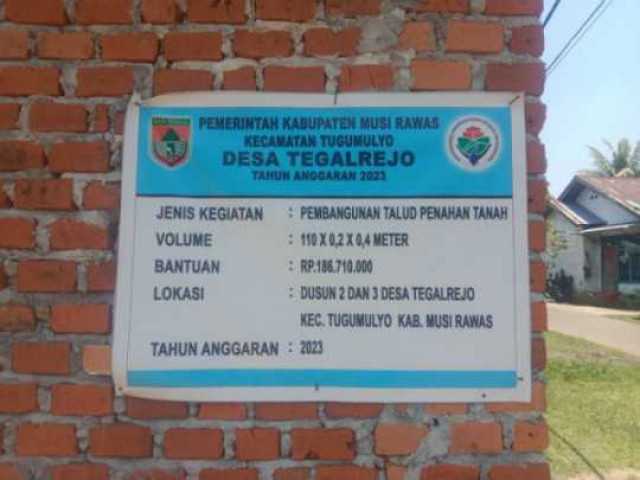 PEMERINTAH KABUPATEN MUSI RAWAS
KECAMATAN TUGUMULYO
DESA TEGALREJO
TAHUN ANGGARAN 2023
JENIS KEGIATAN : PEMBANGUNAN TALUD PENAHAN TANAH
VOLUME : 110 X 0,2 X 0,4 METER
BANTUAN : RP.186.710.000
LOKASI : DUSUN 2 DAN 3 DESA TEGALREJO
KEC. TUGUMULYO KAB. MUSI RAWAS
TAHUN ANGGARAN : 2023